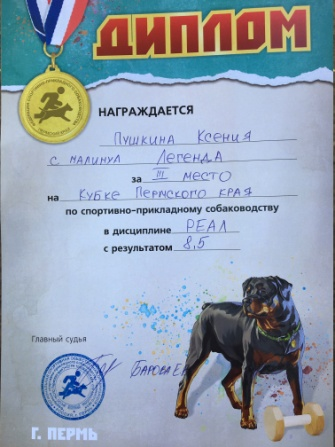 ДИПЛОМ
НАГРАЖДАЕТСЯ
Пушкина Ксения
с малинуа Легенда
за III место
на Кубке Пермского края
по спортивно-прикладному собаководству
в дисциплине РЕАЛ
с результатом 8,5
Главный судья
Г. ПЕРМЬ